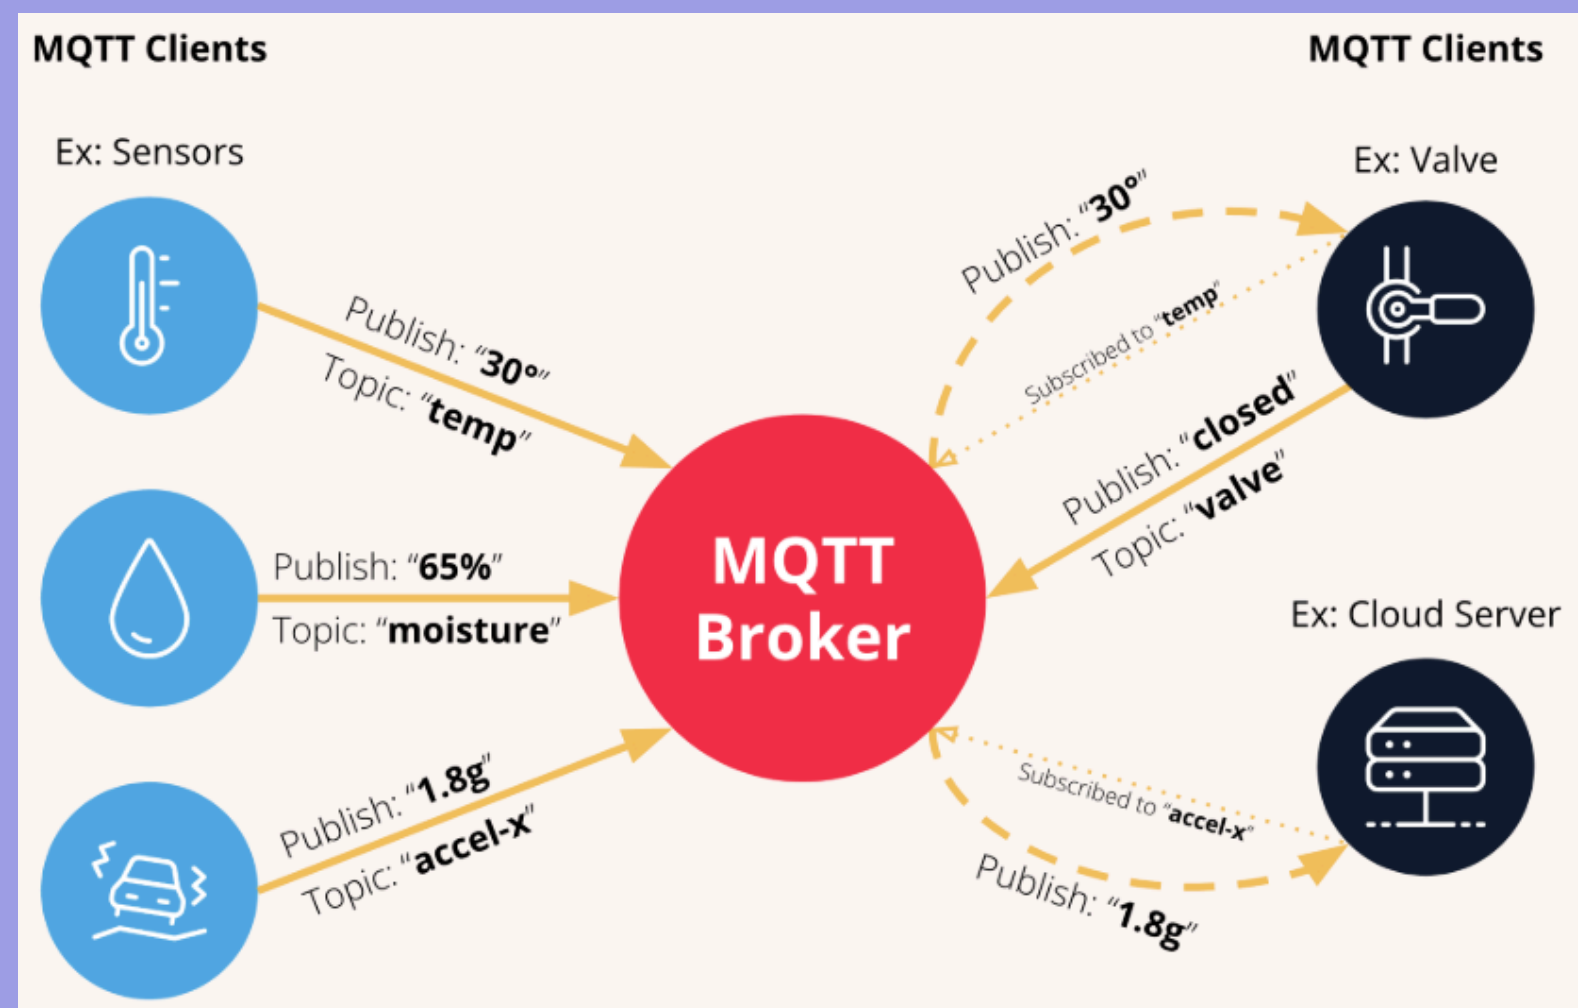 MQTT Clients
MQTT Clients
Ex: Sensors
Ex: Valve
Publish: “30°”
Topic: “temp”
Publish: “30°”
Subscribed to “temp”
Publish: “closed”
Topic: “valve”
Publish: “65%”
Topic: “moisture”
MQTT
Broker
Ex: Cloud Server
Publish: “1.8g”
Topic: “accel-x”
Subscribed to “accel-x”
Publish: “1.8g”